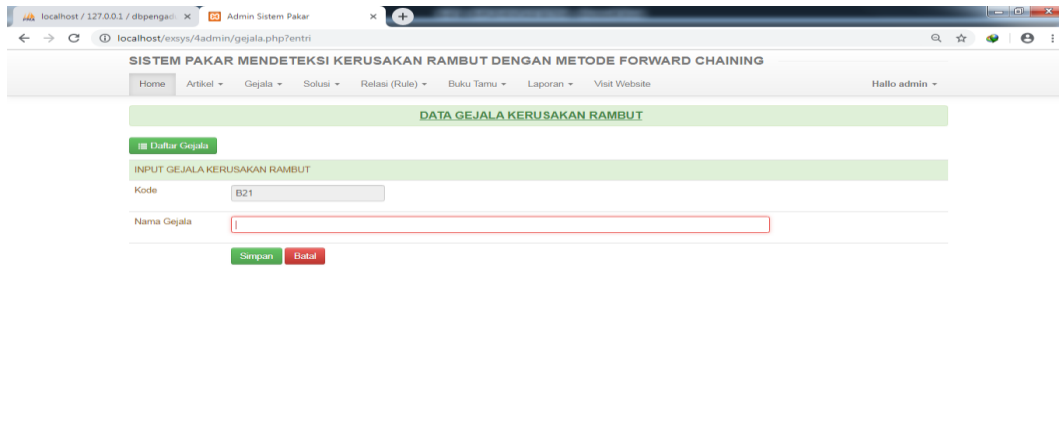 localhost / 127.0.0.1 / dbpengad
Admin Sistem Pakar
localhost/exsys/4admin/gejala.php?entri
SISTEM PAKAR MENDETEKSI KERUSAKAN RAMBUT DENGAN METODE FORWARD CHAINING
Home Artikel Gejala Solusi Relasi (Rule) Buku Tamu Laporan Visit Website Hallo admin
DATA GEJALA KERUSAKAN RAMBUT
Daftar Gejala
INPUT GEJALA KERUSAKAN RAMBUT
Kode B21
Nama Gejala
Simpan Batal